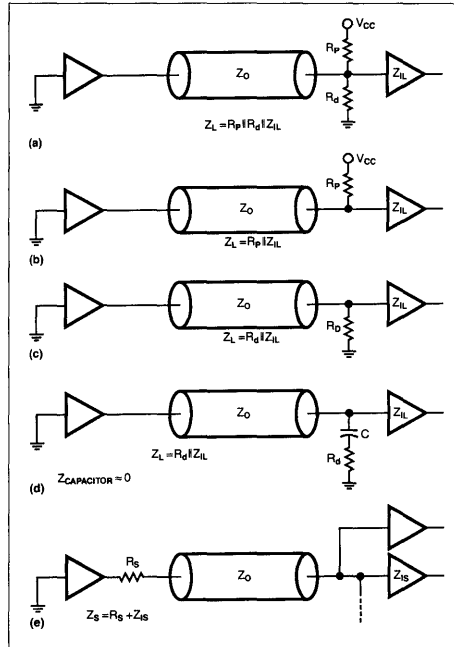 VCC
RP
ZO
ZIL
Rd
ZL = RP || Rd || ZIL
(a)
VCC
RP
ZO
ZIL
ZL = RP || ZIL
(b)
ZO
ZIL
RD
ZL = Rd || ZIL
(c)
ZO
ZIL
C
ZL = Rd || ZIL
Rd
ZCAPACITOR ≈ 0
(d)
RS
ZO
ZIS
ZS = RS + ZIS
(e)